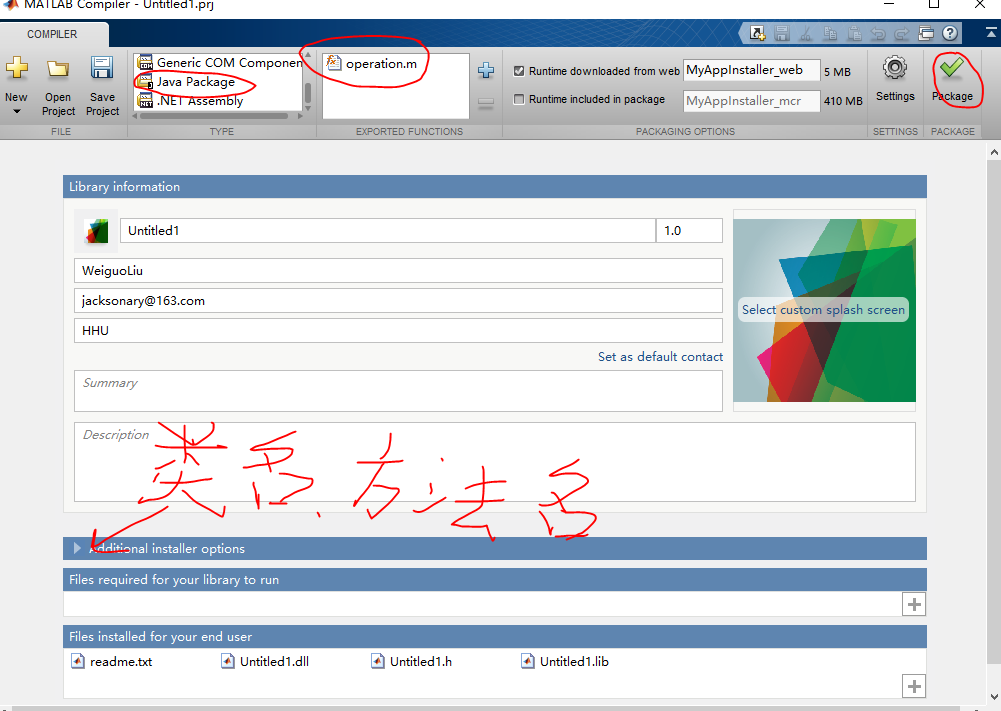 MATLAB Compiler - Untitled1.prj
COMPILER
New
Open Project
Save Project
FILE
Generic COM Componen
Java Package
.NET Assembly
TYPE
operation.m
EXPORTED FUNCTIONS
Runtime downloaded from web MyAppInstaller_web 5 MB
Runtime included in package MyAppInstaller_mcr 410 MB
PACKAGING OPTIONS
Settings
SETTINGS
Package
PACKAGE
Library information
Untitled1 1.0
WeiguoLiu
jacksonary@163.com
HHU
Set as default contact
Select custom splash screen
Summary
Description
类名,方法名
Additional installer options
Files required for your library to run
Files installed for your end user
readme.txt Untitled1.dll Untitled1.h Untitled1.lib